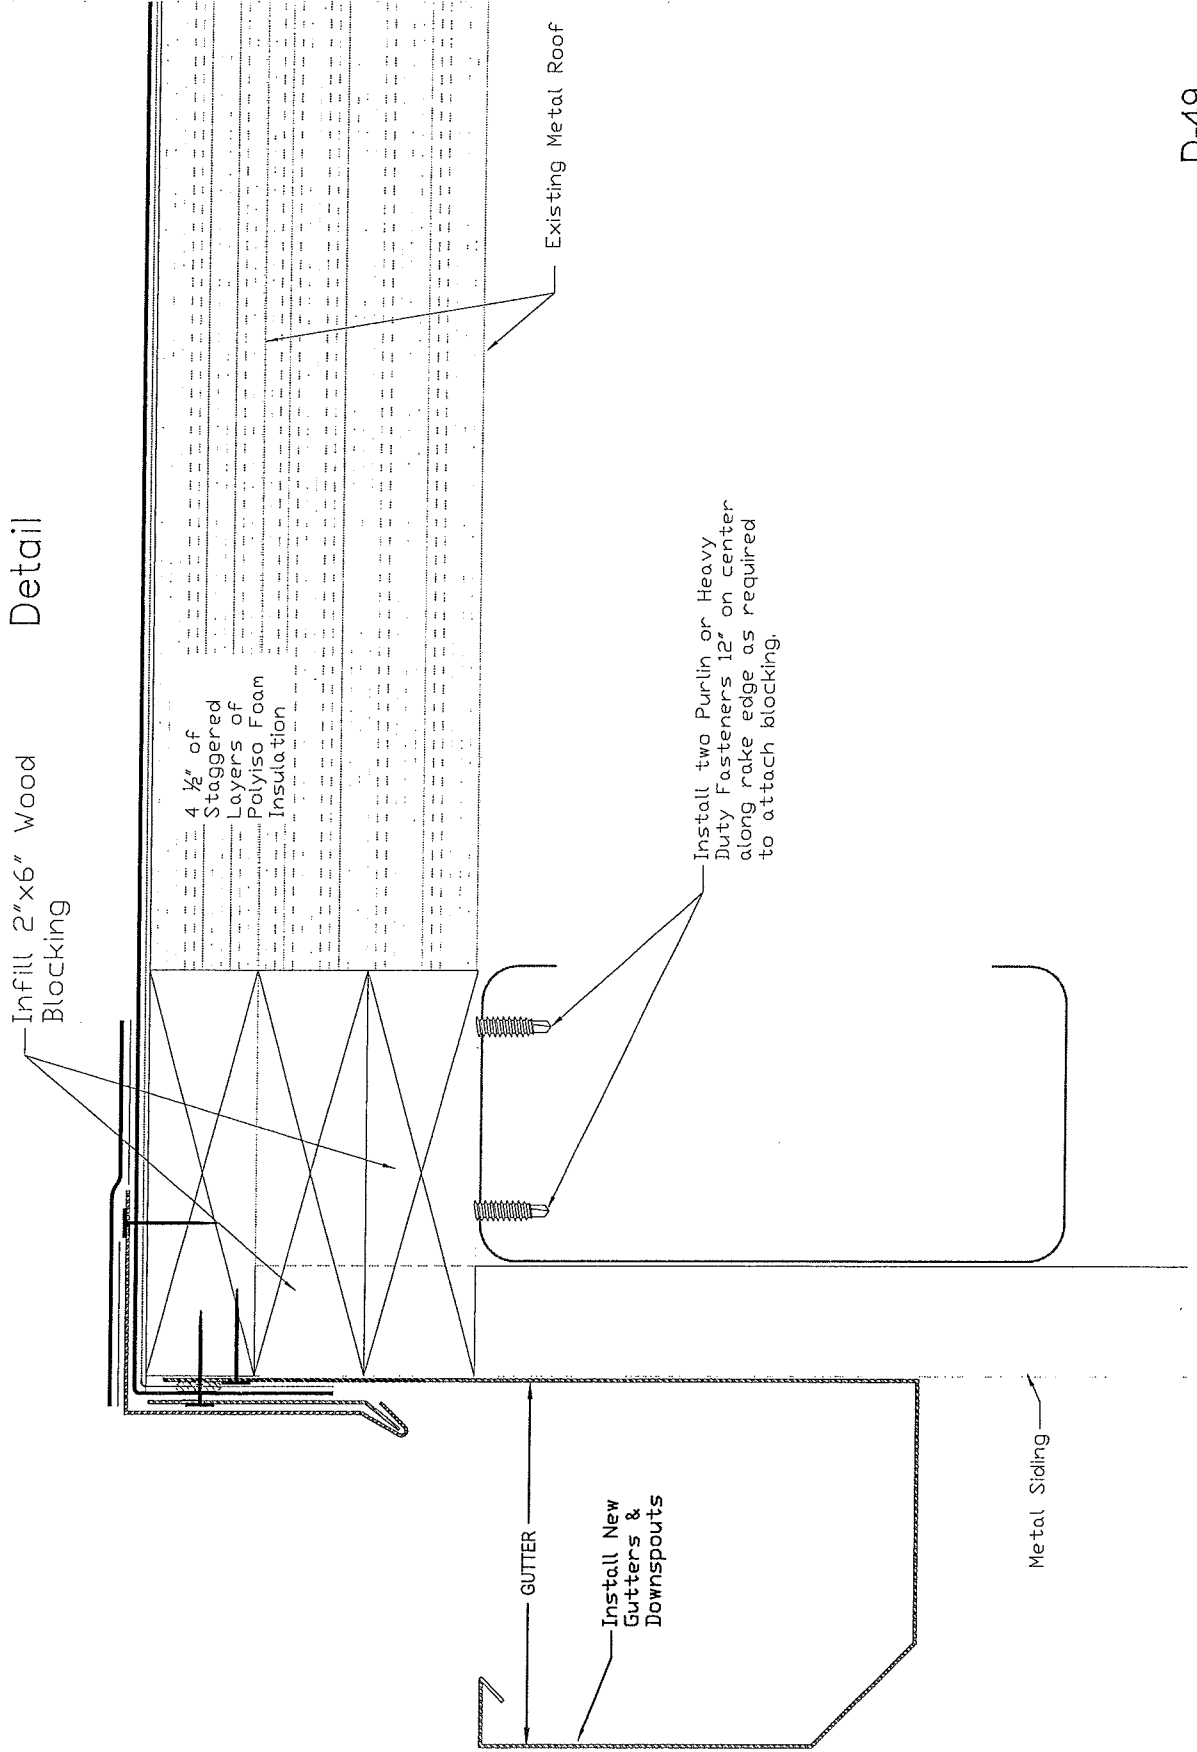 Detail
Infill 2"x6" Wood
Blocking
4 ½" of
Staggered
Layers of
Polyiso Foam
Insulation
Existing Metal Roof
Install two Purlin or Heavy
Duty Fasteners 12" on center
along rake edge as required
to attach blocking.
GUTTER
Install New
Gutters &
Downspouts
Metal Siding
D-49